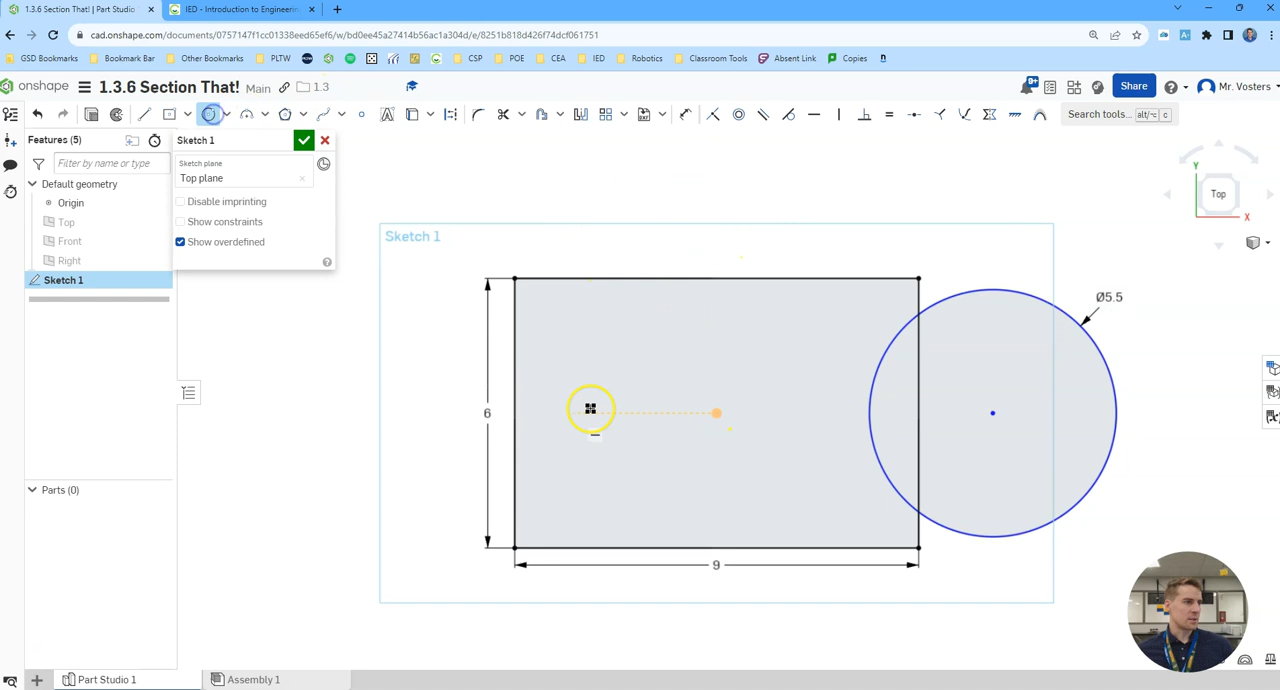 1.3.6 Section That! | Part Studio
IED - Introduction to Engineerin
cad.onshape.com/documents/0757147f1cc01338eed65ef6/w/bd0ee45a27414b56ac1a304d/e/8251b818d426f74dcf061751
GSD Bookmarks
Bookmark Bar
Other Bookmarks
PLTW
CSP
POE
CEA
IED
Robotics
Classroom Tools
Absent Link
Copies
onshape
1.3.6 Section That! Main
1.3
9+
Share
Mr. Vosters
Search tools... alt/⌥ c
Features (5)
Filter by name or type
Default geometry
Origin
Top
Front
Right
Sketch 1
Parts (0)
Sketch 1
Sketch plane
Top plane
Disable imprinting
Show constraints
Show overdefined
Sketch 1
6
9
Ø5.5
Y
Top
X
Part Studio 1
Assembly 1